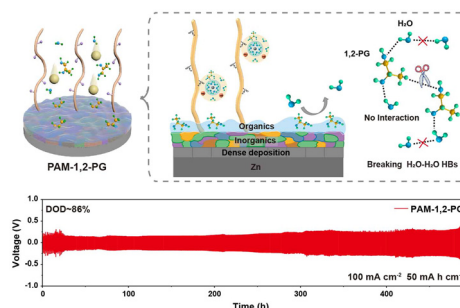 H₂O
1,2-PG
No Interaction
Breaking H₂O-H₂O HBs
Organics
Inorganics
Dense deposition
Zn
PAM-1,2-PG
DOD~86%
PAM-1,2-PG
100 mA cm⁻² 50 mA h cm
Voltage (V)
1.0
0.5
0.0
-0.5
-1.0
0 100 200 300 400
Time (h)